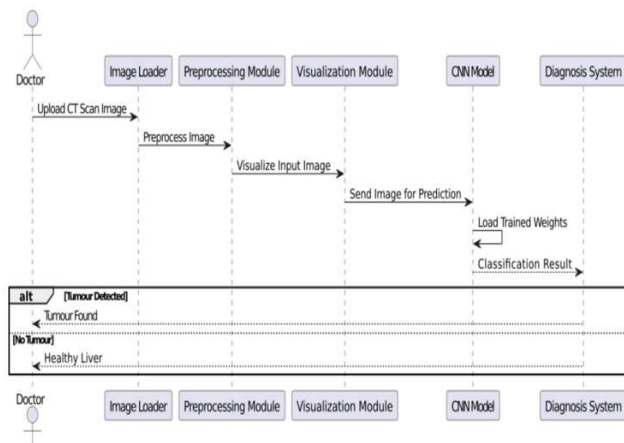 Doctor
Image Loader
Preprocessing Module
Visualization Module
CNN Model
Diagnosis System
Upload CT Scan Image
Preprocess Image
Visualize Input Image
Send Image for Prediction
Load Trained Weights
Classification Result
alt
[Tumour Detected]
Tumour Found
[No Tumour]
Healthy Liver
Doctor
Image Loader
Preprocessing Module
Visualization Module
CNN Model
Diagnosis System